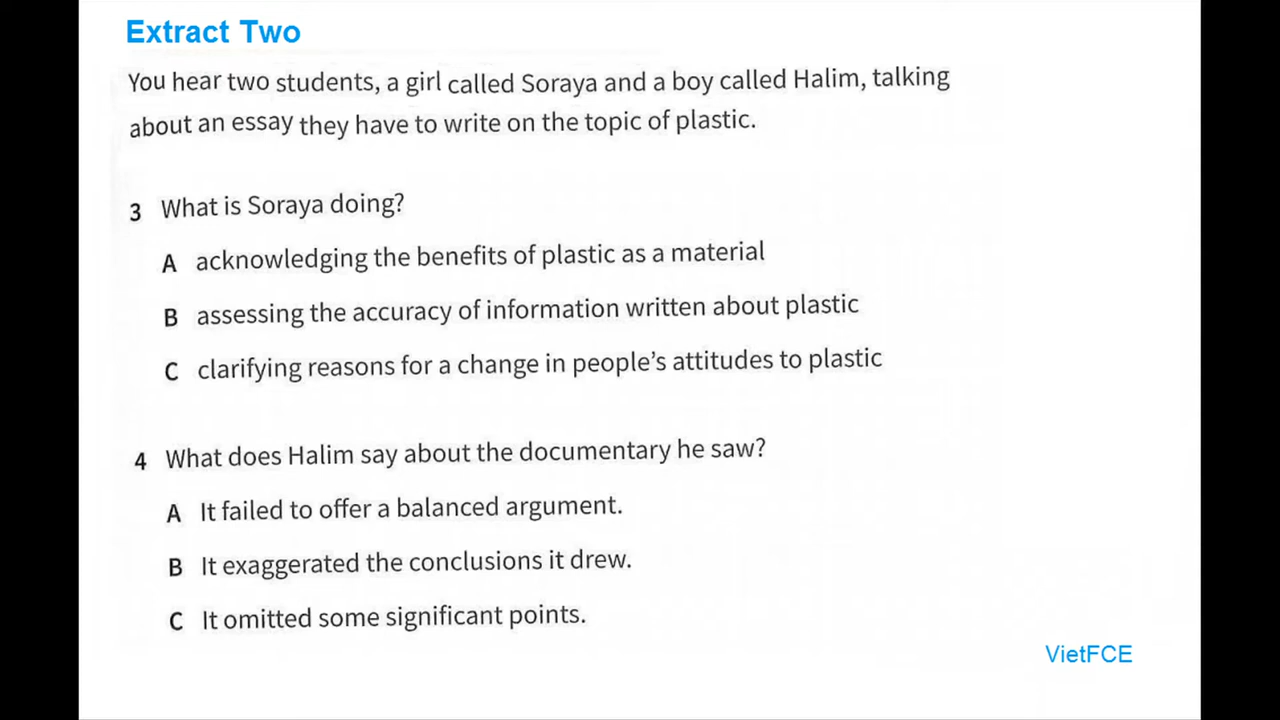 Extract Two
You hear two students, a girl called Soraya and a boy called Halim, talking
about an essay they have to write on the topic of plastic.
3 What is Soraya doing?
A acknowledging the benefits of plastic as a material
B assessing the accuracy of information written about plastic
C clarifying reasons for a change in people's attitudes to plastic
4 What does Halim say about the documentary he saw?
A It failed to offer a balanced argument.
B It exaggerated the conclusions it drew.
C It omitted some significant points.
VietFCE